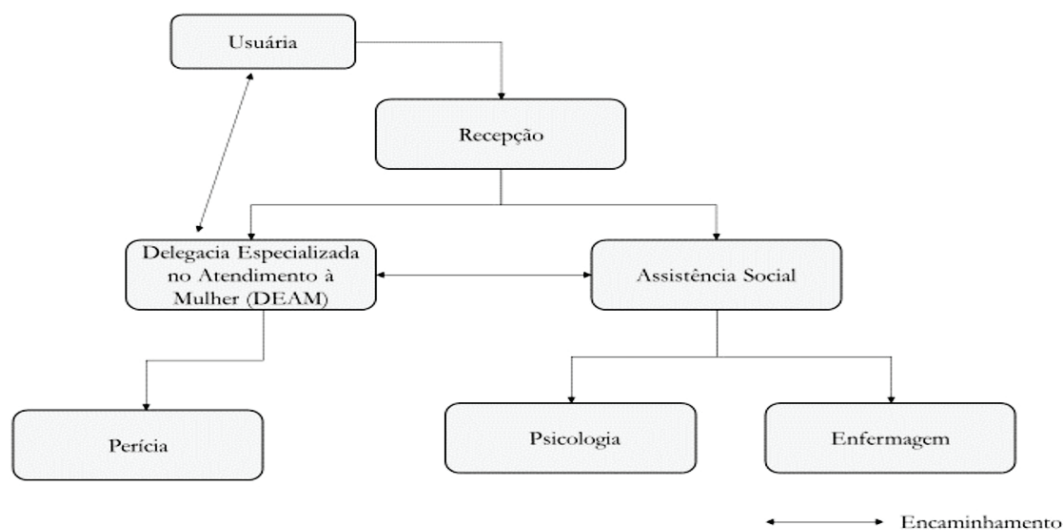 Usuária
Recepção
Delegacia Especializada
no Atendimento à
Mulher (DEAM)
Assistência Social
Perícia
Psicologia
Enfermagem
Encaminhamento